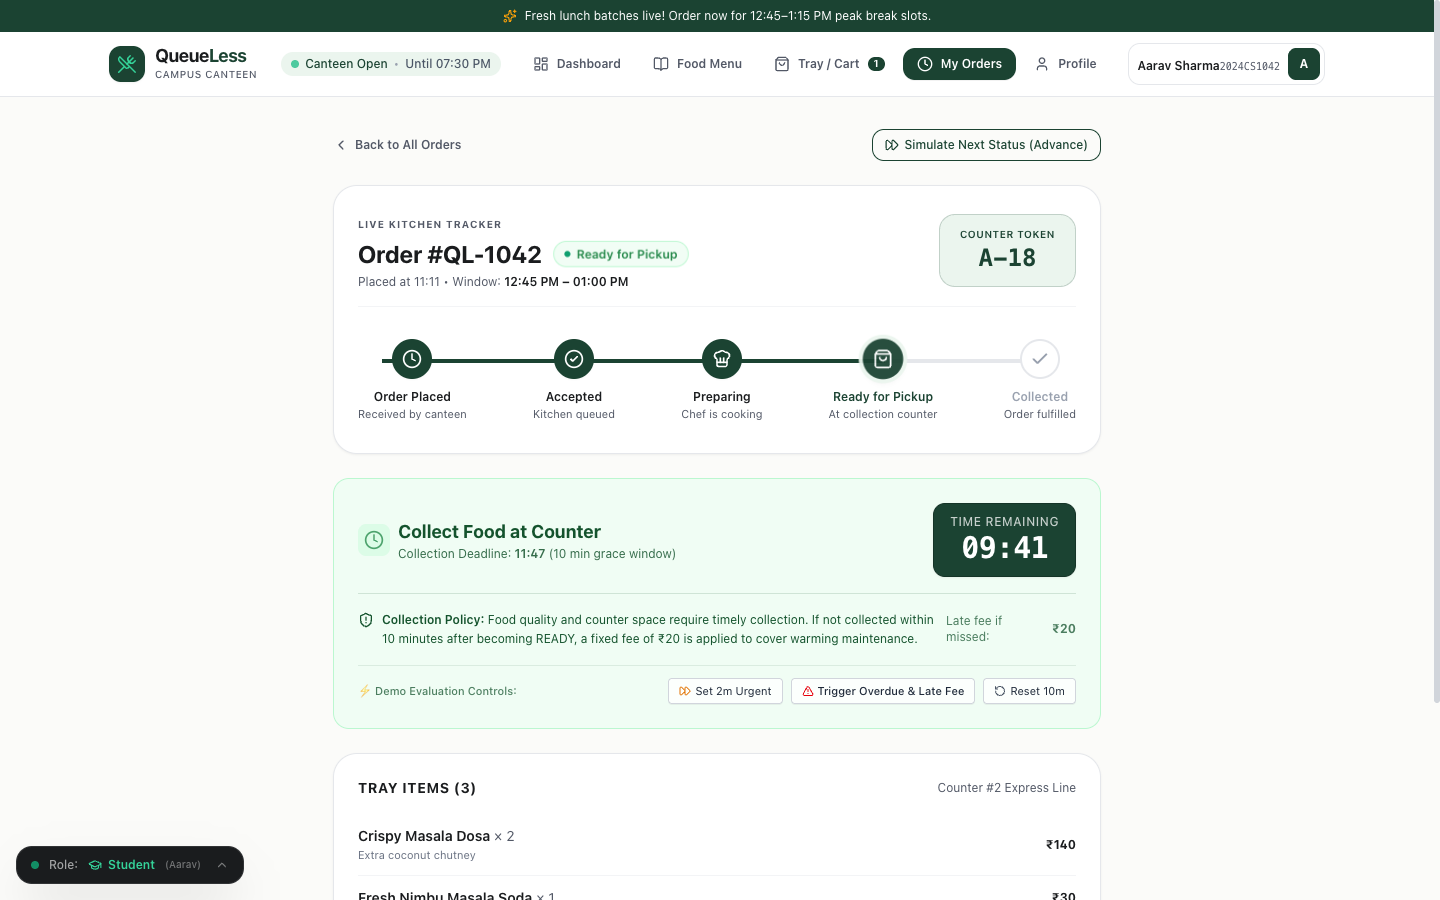 Fresh lunch batches live! Order now for 12:45–1:15 PM peak break slots.
QueueLess
CAMPUS CANTEEN
Canteen Open • Until 07:30 PM
Dashboard
Food Menu
Tray / Cart 1
My Orders
Profile
Aarav Sharma 2024CS1042 A
Back to All Orders
Simulate Next Status (Advance)
LIVE KITCHEN TRACKER
Order #QL-1042 Ready for Pickup
Placed at 11:11 • Window: 12:45 PM – 01:00 PM
COUNTER TOKEN
A–18
Order Placed
Received by canteen
Accepted
Kitchen queued
Preparing
Chef is cooking
Ready for Pickup
At collection counter
Collected
Order fulfilled
Collect Food at Counter
Collection Deadline: 11:47 (10 min grace window)
TIME REMAINING
09:41
Collection Policy: Food quality and counter space require timely collection. If not collected within
10 minutes after becoming READY, a fixed fee of ₹20 is applied to cover warming maintenance.
Late fee if
missed:
₹20
⚡ Demo Evaluation Controls:
Set 2m Urgent
Trigger Overdue & Late Fee
Reset 10m
TRAY ITEMS (3)
Counter #2 Express Line
Crispy Masala Dosa × 2
Extra coconut chutney
₹140
Fresh Nimbu Masala Soda × 1
₹30
Role: Student (Aarav)